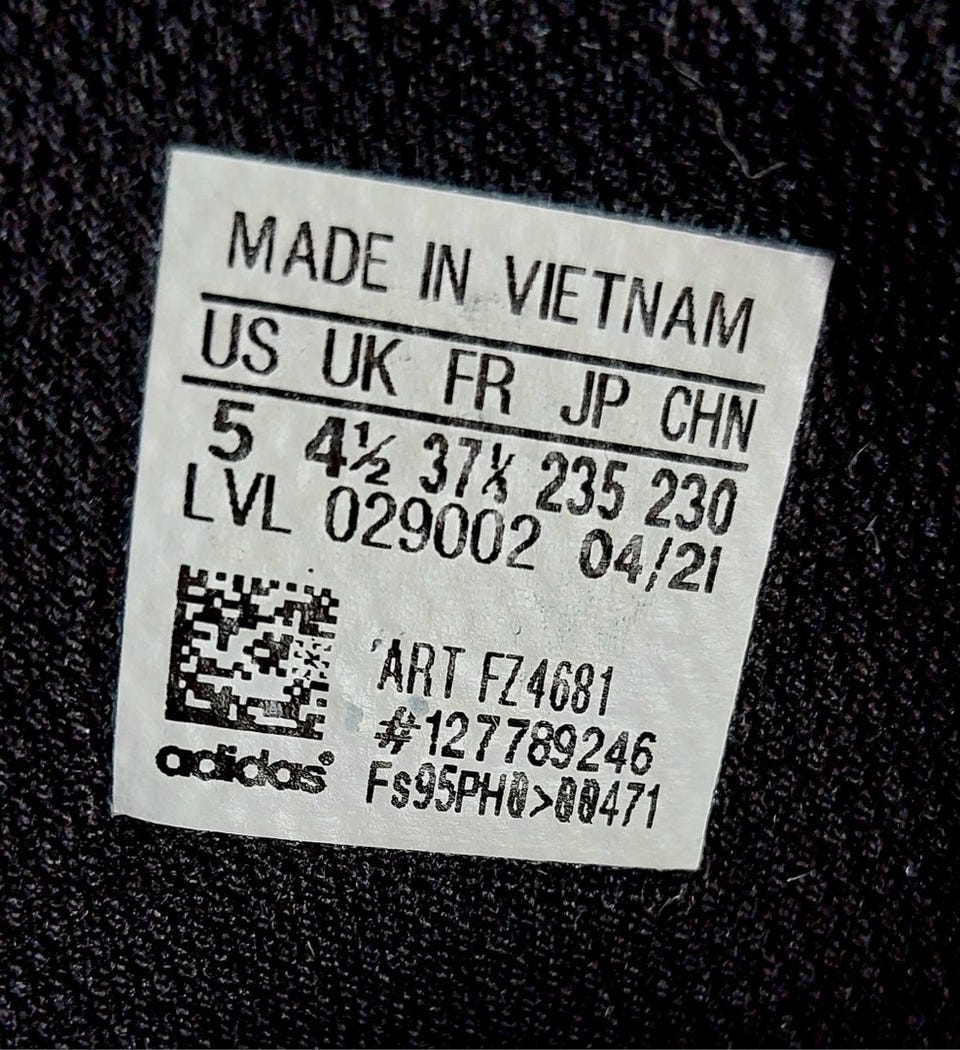 MADE IN VIETNAM
US UK FR JP CHN
5 4½ 37⅓ 235 230
LVL 029002 04/21
ART FZ4681
#127789246
Fs95PH0>00471
adidas®